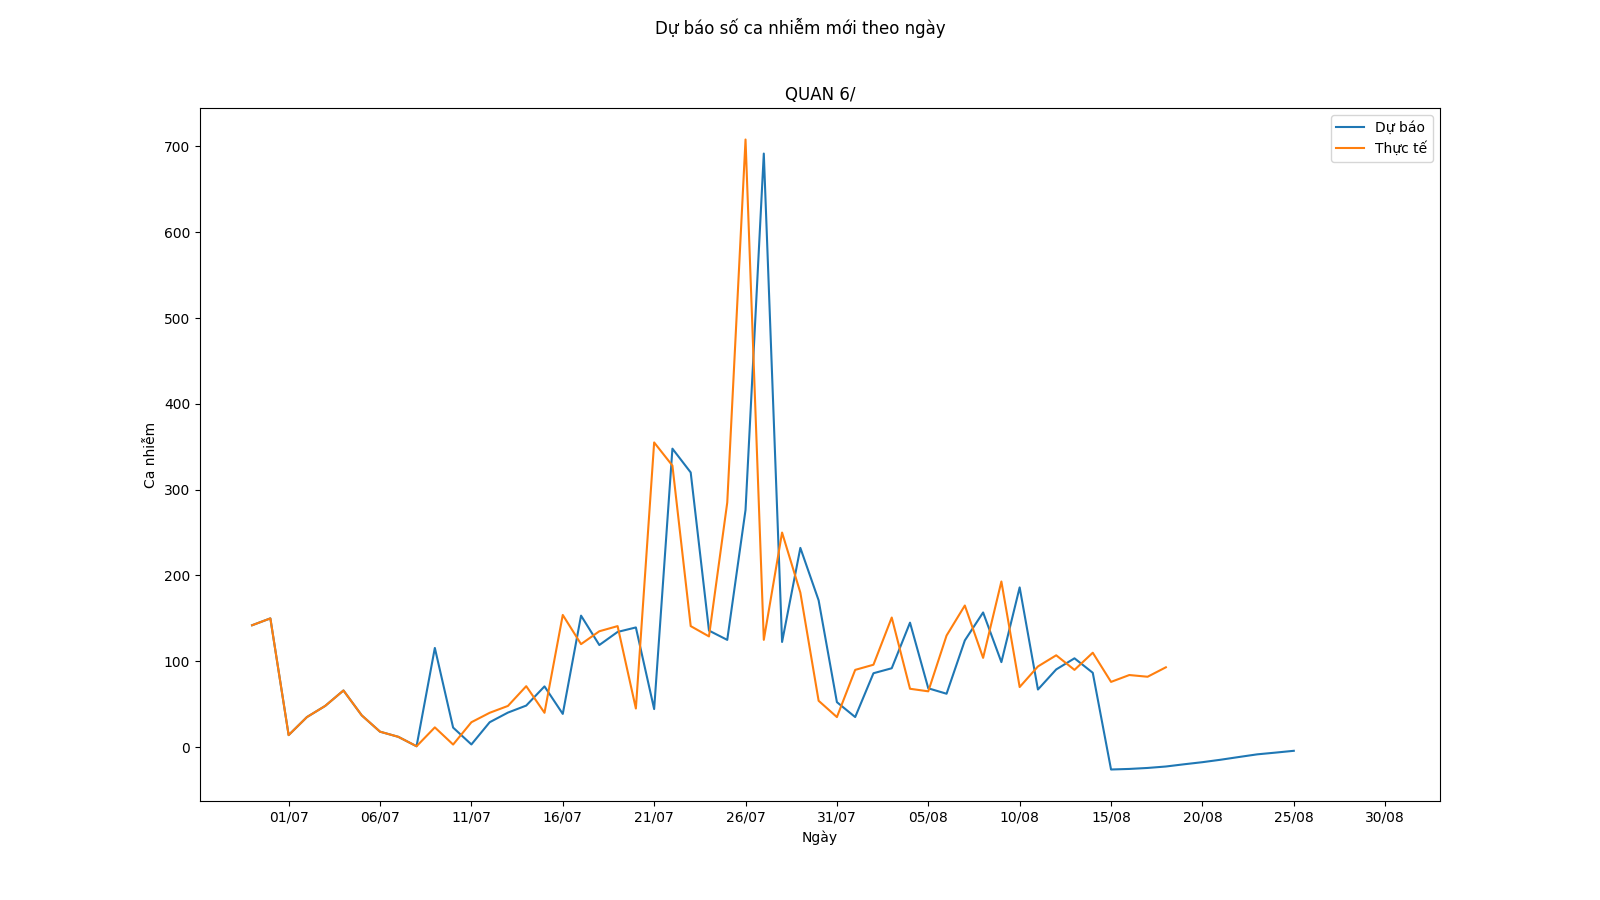 Dự báo số ca nhiễm mới theo ngày
QUAN 6/
Dự báo
Thực tế
700
600
500
400
300
200
100
0
Ca nhiễm
01/07 06/07 11/07 16/07 21/07 26/07 31/07 05/08 10/08 15/08 20/08 25/08 30/08
Ngày